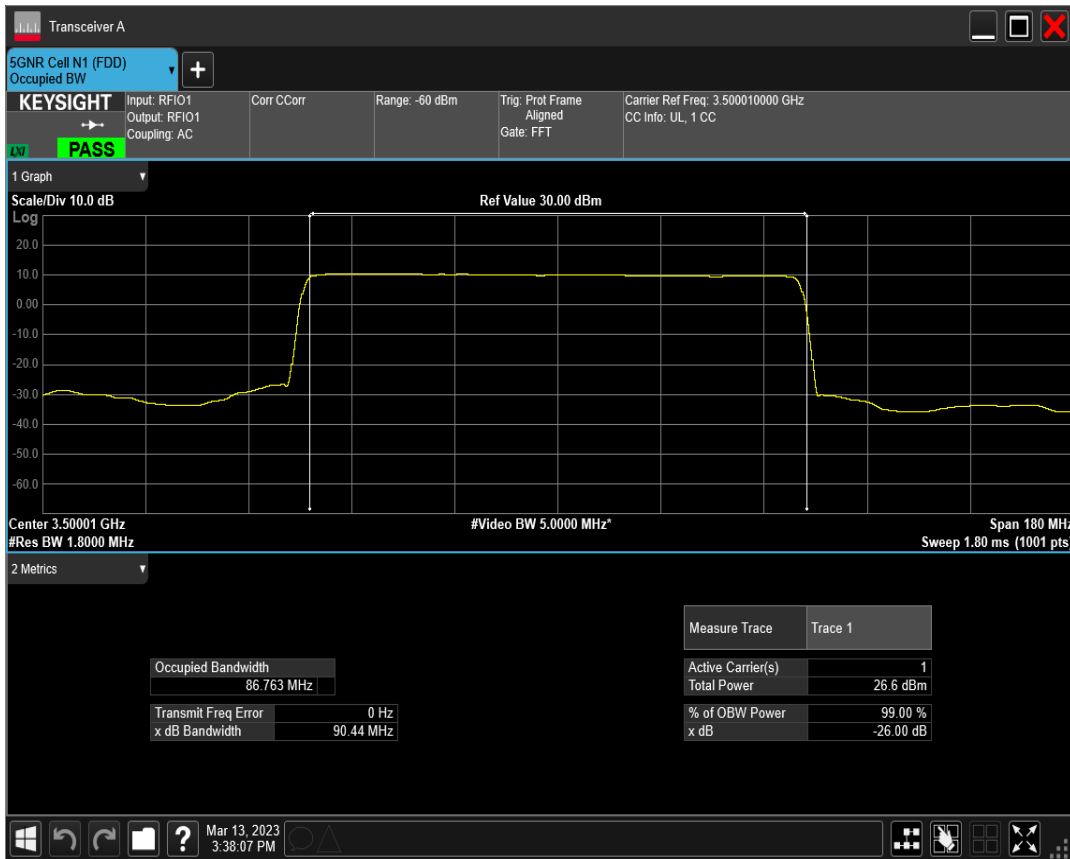 Transceiver A
5GNR Cell N1 (FDD)
Occupied BW
+
KEYSIGHT
LXI
PASS
Input: RFIO1
Output: RFIO1
Coupling: AC
Corr CCorr
Range: -60 dBm
Trig: Prot Frame
Aligned
Gate: FFT
Carrier Ref Freq: 3.500010000 GHz
CC Info: UL, 1 CC
1 Graph
Scale/Div 10.0 dB
Ref Value 30.00 dBm
Log
20.0
10.0
0.00
-10.0
-20.0
-30.0
-40.0
-50.0
-60.0
Center 3.50001 GHz
#Video BW 5.0000 MHz*
Span 180 MHz
#Res BW 1.8000 MHz
Sweep 1.80 ms (1001 pts)
2 Metrics
Measure Trace Trace 1
Occupied Bandwidth
86.763 MHz
Active Carrier(s) 1
Total Power 26.6 dBm
Transmit Freq Error 0 Hz
x dB Bandwidth 90.44 MHz
% of OBW Power 99.00 %
x dB -26.00 dB
?
Mar 13, 2023
3:38:07 PM